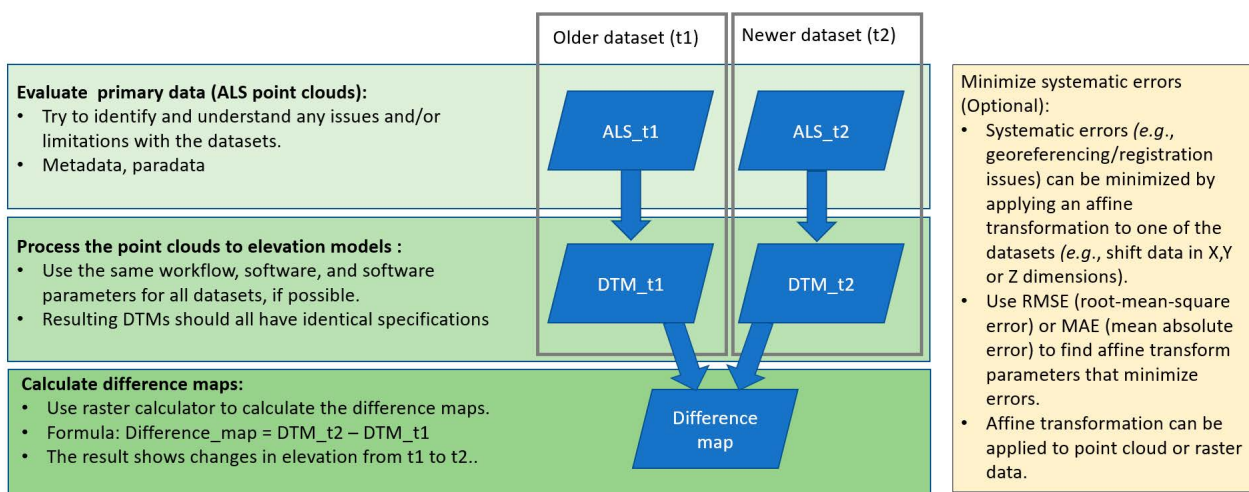 Older dataset (t1)
Newer dataset (t2)
Evaluate  primary data (ALS point clouds):
• Try to identify and understand any issues and/or
limitations with the datasets.
• Metadata, paradata
ALS_t1
ALS_t2
Process the point clouds to elevation models :
• Use the same workflow, software, and software
parameters for all datasets, if possible.
• Resulting DTMs should all have identical specifications
DTM_t1
DTM_t2
Calculate difference maps:
• Use raster calculator to calculate the difference maps.
• Formula: Difference_map = DTM_t2 – DTM_t1
• The result shows changes in elevation from t1 to t2..
Difference
map
Minimize systematic errors
(Optional):
• Systematic errors (e.g.,
georeferencing/registration
issues) can be minimized by
applying an affine
transformation to one of the
datasets (e.g., shift data in X,Y
or Z dimensions).
• Use RMSE (root-mean-square
error) or MAE (mean absolute
error) to find affine transform
parameters that minimize
errors.
• Affine transformation can be
applied to point cloud or raster
data.